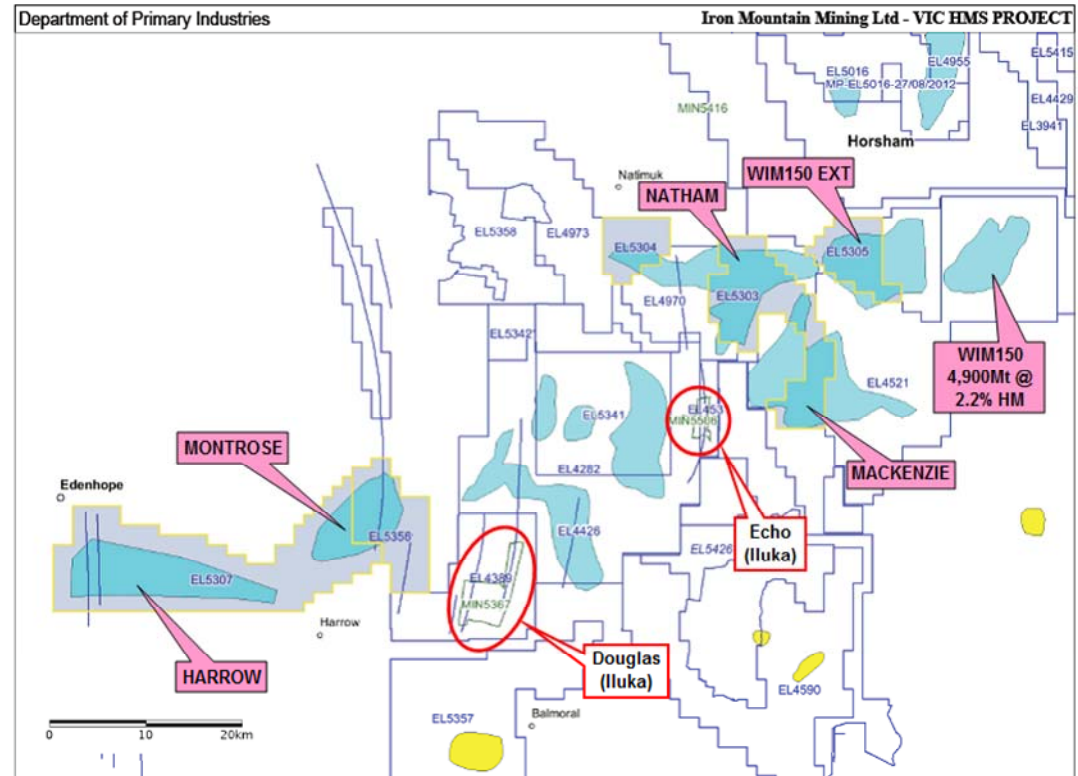 Department of Primary Industries
Iron Mountain Mining Ltd - VIC HMS PROJECT
EL4955
EL5415
EL5016
MP-EL5016-27/08/2012
EL4429
MIN5416
EL3941
Horsham
Natimuk
WIM150 EXT
NATHAM
EL5358
EL4973
EL5304
EL5305
EL4970
EL5303
EL5342
WIM150
4,900Mt @
2.2% HM
EL4521
EL5341
EL453
MIN5506
MONTROSE
MACKENZIE
EL4282
Edenhope
Echo
(Iluka)
EL4426
EL5356
EL5426
EL4389
EL5307
MIN5367
Harrow
Douglas
(Iluka)
HARROW
EL4590
EL5357
Balmoral
0 10 20km